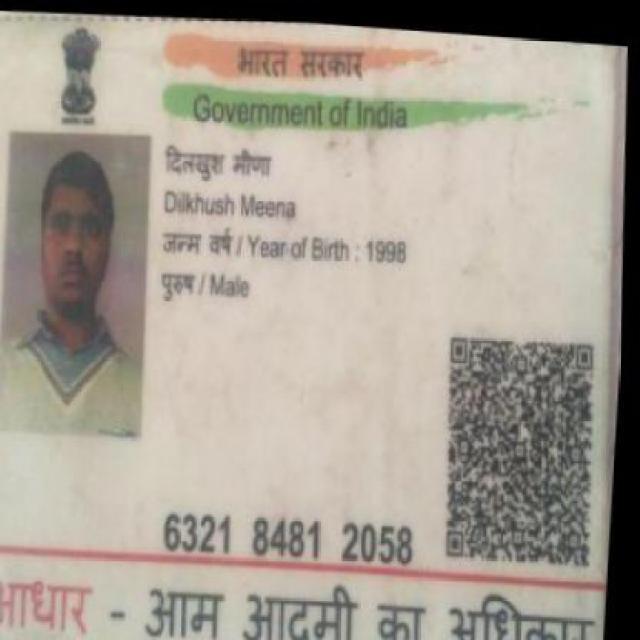 भारत सरकार
Government of India
दिलखुश मीणा
Dilkhush Meena
जन्म वर्ष / Year of Birth : 1998
पुरुष / Male
6321 8481 2058
आधार - आम आदमी का अधिकार